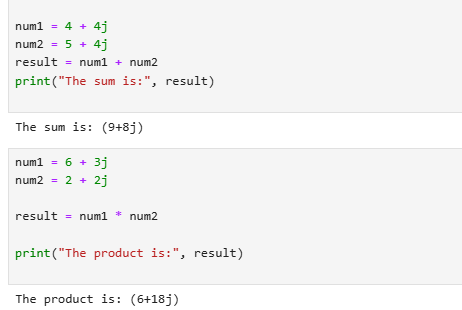 num1 = 4 + 4j
num2 = 5 + 4j
result = num1 + num2
print("The sum is:", result)
The sum is: (9+8j)
num1 = 6 + 3j
num2 = 2 + 2j
result = num1 * num2
print("The product is:", result)
The product is: (6+18j)